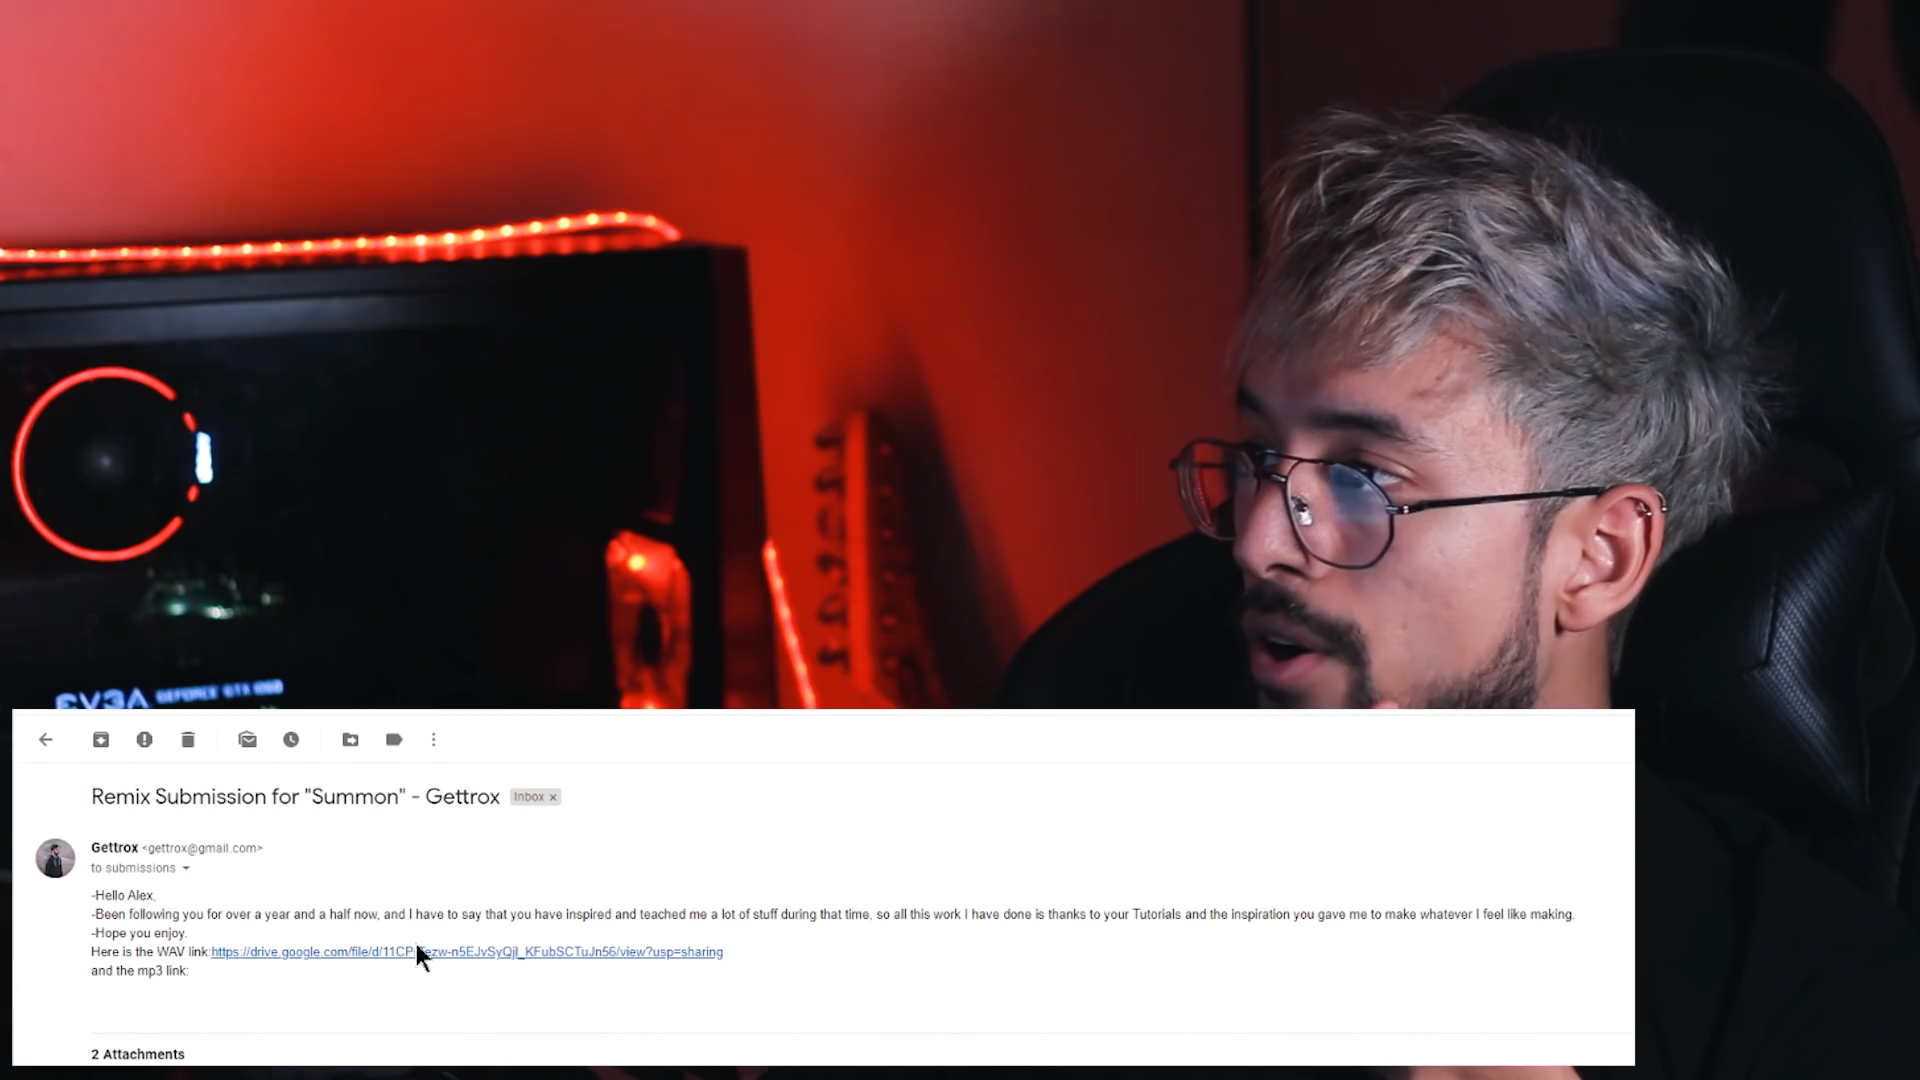 EVGA GEFORCE GTX
Remix Submission for "Summon" - Gettrox Inbox x
Gettrox <gettrox@gmail.com>
to submissions
-Hello Alex,
-Been following you for over a year and a half now, and I have to say that you have inspired and teached me a lot of stuff during that time, so all this work I have done is thanks to your Tutorials and the inspiration you gave me to make whatever I feel like making.
-Hope you enjoy.
Here is the WAV link:
and the mp3 link:
2 Attachments